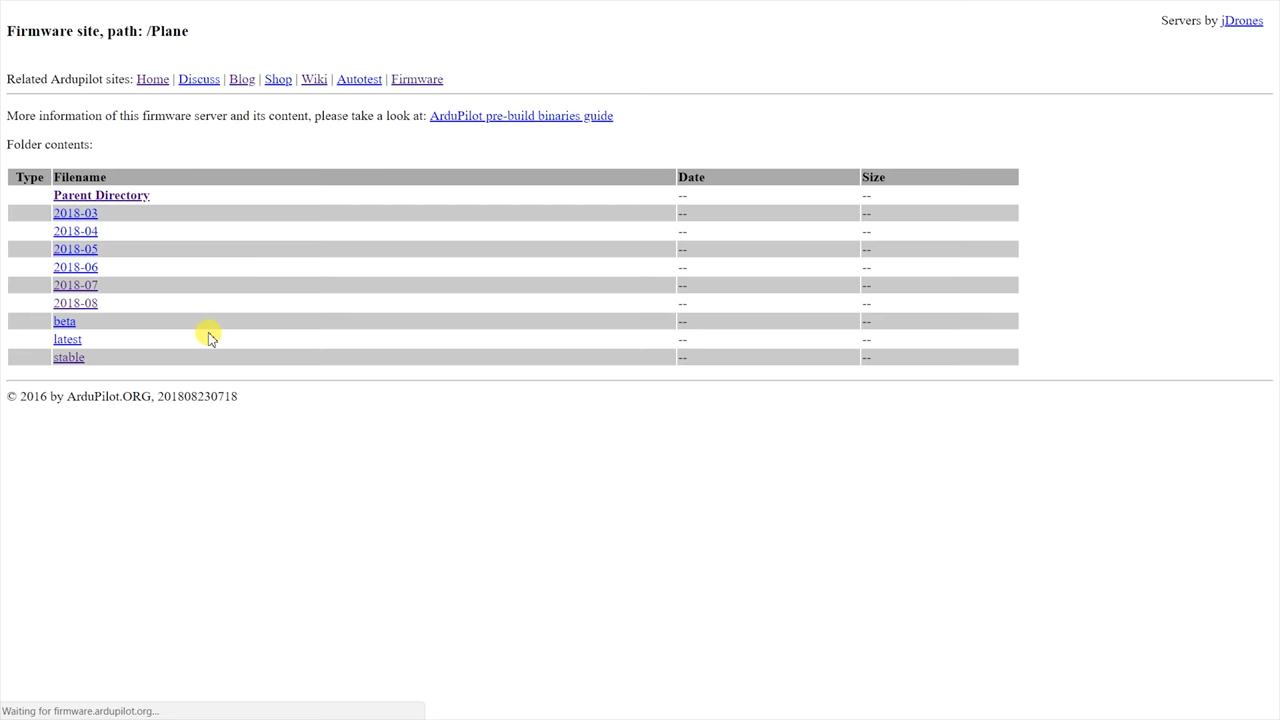 Servers by jDrones
Firmware site, path: /Plane
Related Ardupilot sites: Home | Discuss | Blog | Shop | Wiki | Autotest | Firmware
More information of this firmware server and its content, please take a look at: ArduPilot pre-build binaries guide
Folder contents:
Type Filename Date Size
Parent Directory -- --
2018-03 -- --
2018-04 -- --
2018-05 -- --
2018-06 -- --
2018-07 -- --
2018-08 -- --
beta -- --
latest -- --
stable -- --
© 2016 by ArduPilot.ORG, 201808230718
Waiting for firmware.ardupilot.org...